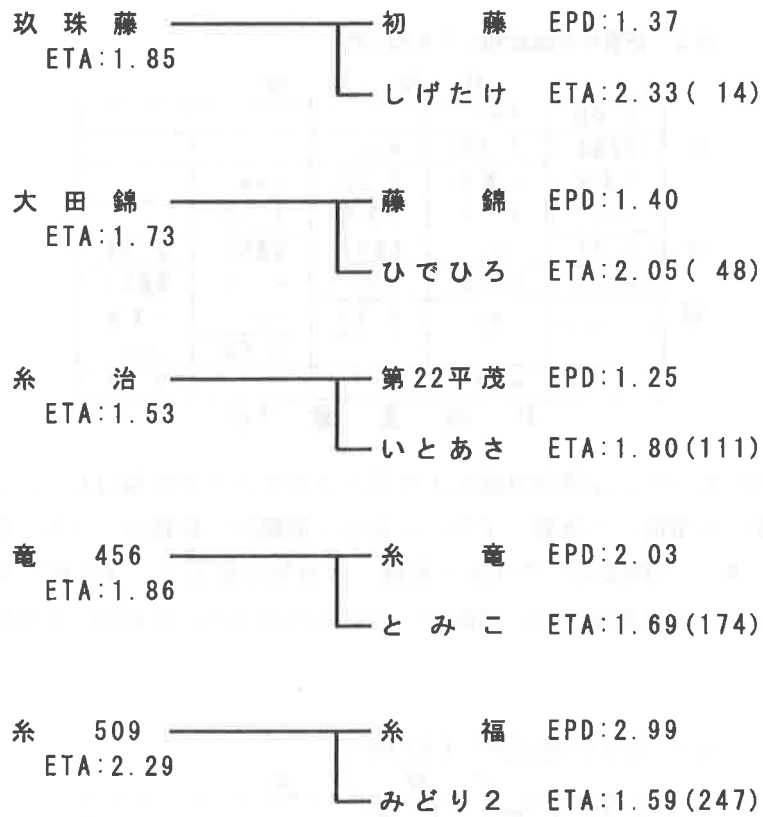 玖珠藤 初藤 EPD:1.37
ETA:1.85
しげたけ ETA:2.33( 14)
大田錦 藤錦 EPD:1.40
ETA:1.73
ひでひろ ETA:2.05( 48)
糸治 第22平茂 EPD:1.25
ETA:1.53
いとあさ ETA:1.80(111)
竜 456 糸竜 EPD:2.03
ETA:1.86
とみこ ETA:1.69(174)
糸 509 糸福 EPD:2.99
ETA:2.29
みどり2 ETA:1.59(247)